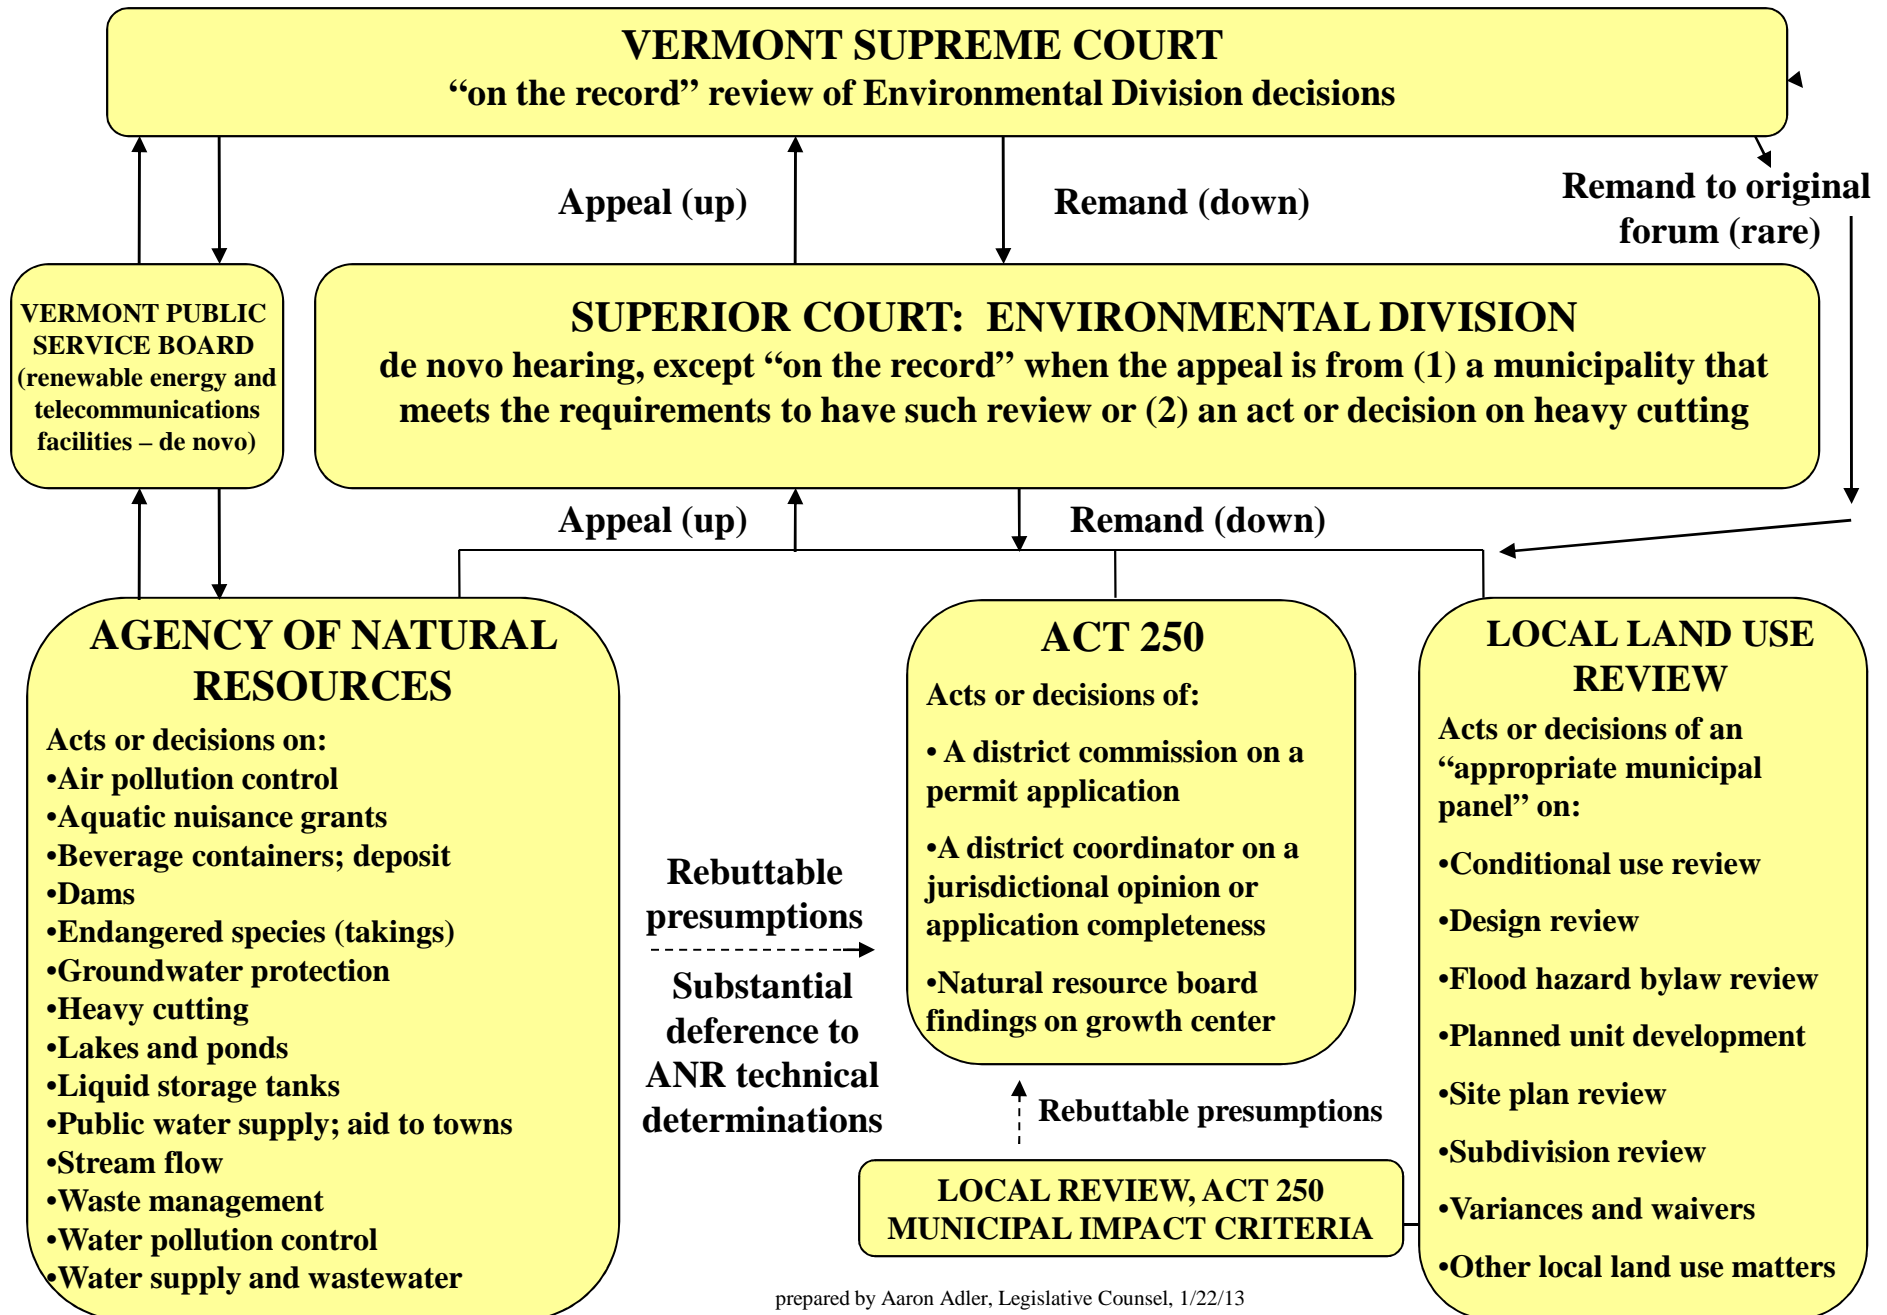 VERMONT SUPREME COURT
“on the record” review of Environmental Division decisions
Appeal (up)
Remand (down)
Remand to original
forum (rare)
VERMONT PUBLIC
SERVICE BOARD
(renewable energy and
telecommunications
facilities – de novo)
SUPERIOR COURT: ENVIRONMENTAL DIVISION
de novo hearing, except “on the record” when the appeal is from (1) a municipality that
meets the requirements to have such review or (2) an act or decision on heavy cutting
Appeal (up)
Remand (down)
AGENCY OF NATURAL
RESOURCES
Acts or decisions on:
•Air pollution control
•Aquatic nuisance grants
•Beverage containers; deposit
•Dams
•Endangered species (takings)
•Groundwater protection
•Heavy cutting
•Lakes and ponds
•Liquid storage tanks
•Public water supply; aid to towns
•Stream flow
•Waste management
•Water pollution control
•Water supply and wastewater
Rebuttable
presumptions
Substantial
deference to
ANR technical
determinations
ACT 250
Acts or decisions of:
• A district commission on a
permit application
•A district coordinator on a
jurisdictional opinion or
application completeness
•Natural resource board
findings on growth center
Rebuttable presumptions
LOCAL REVIEW, ACT 250
MUNICIPAL IMPACT CRITERIA
LOCAL LAND USE
REVIEW
Acts or decisions of an
“appropriate municipal
panel” on:
•Conditional use review
•Design review
•Flood hazard bylaw review
•Planned unit development
•Site plan review
•Subdivision review
•Variances and waivers
•Other local land use matters
prepared by Aaron Adler, Legislative Counsel, 1/22/13